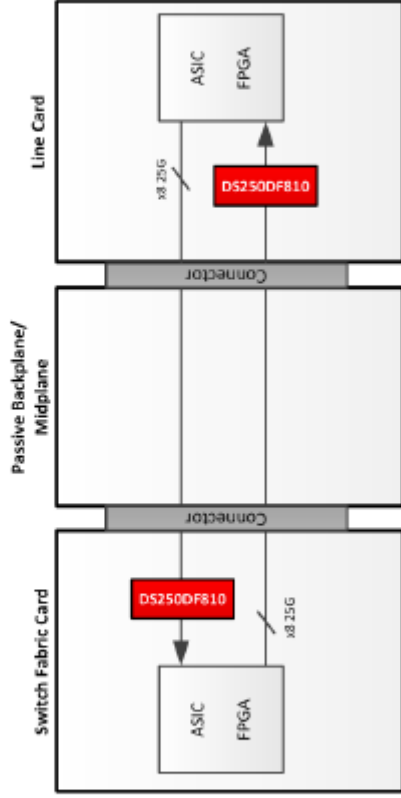 Line Card
ASIC
FPGA
x8 25G
DS250DF810
Connector
Passive Backplane/
Midplane
Connector
Switch Fabric Card
DS250DF810
x8 25G
ASIC
FPGA